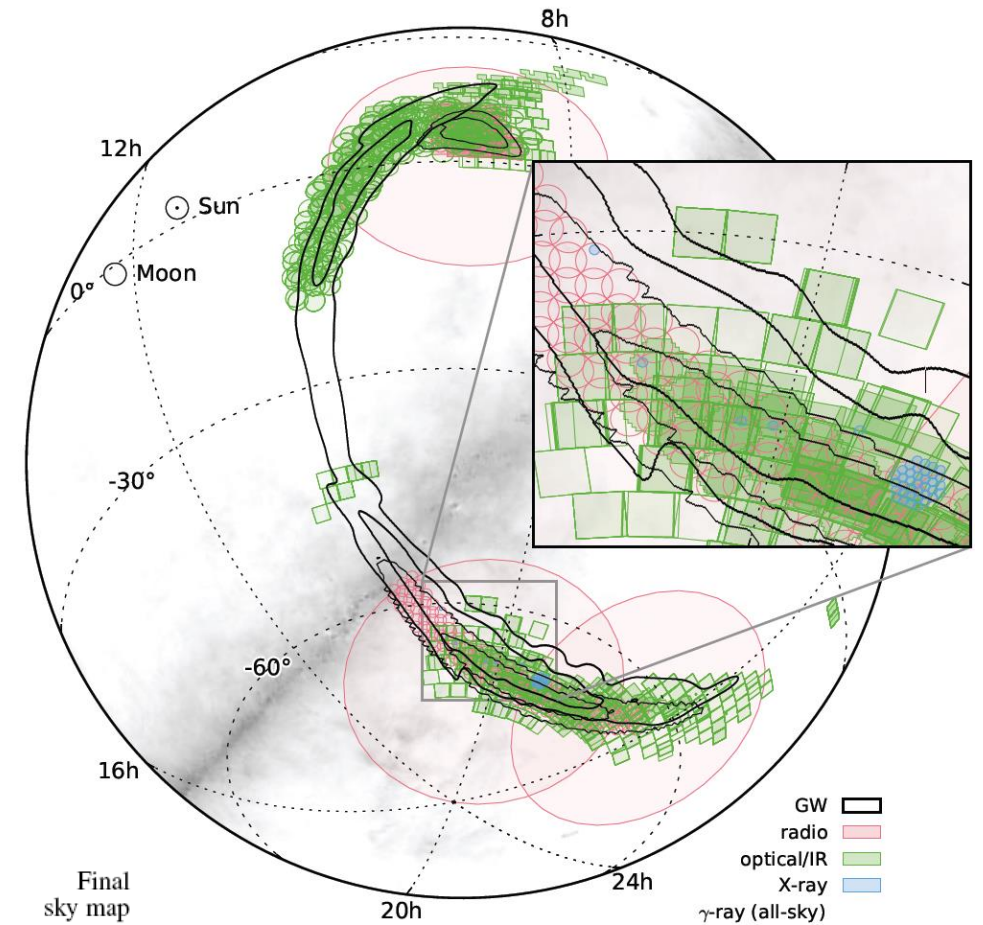 8h
12h
Sun
Moon
0°
-30°
-60°
16h
20h
24h
GW
radio
optical/IR
X-ray
γ-ray (all-sky)
Final
sky map